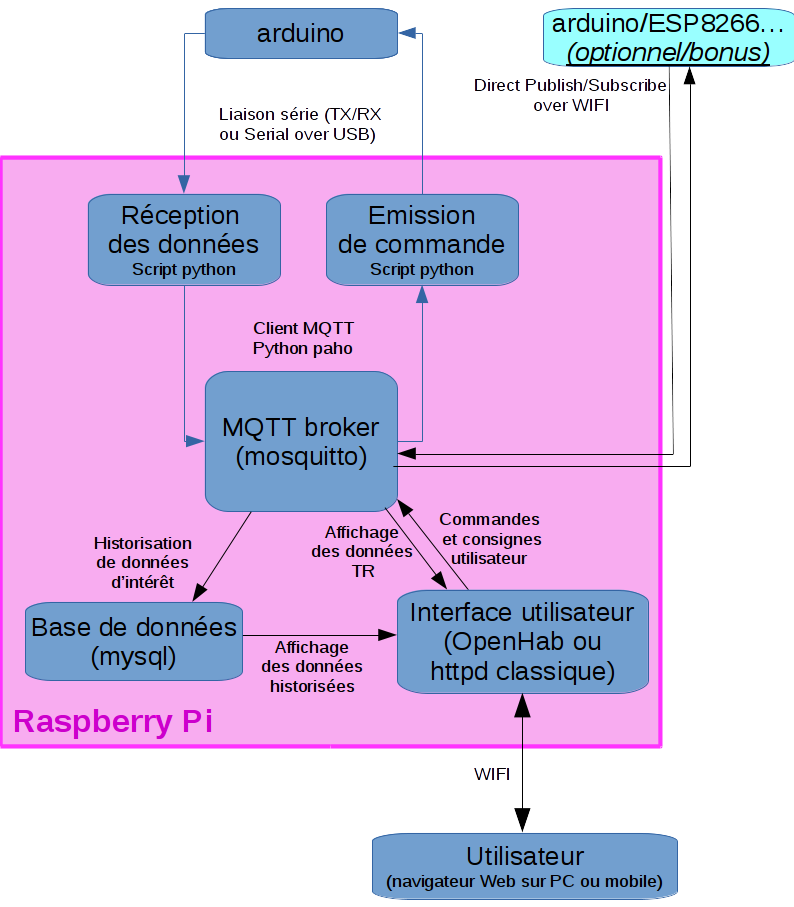 arduino
arduino/ESP8266…
(optionnel/bonus)
Direct Publish/Subscribe
over WIFI
Liaison série (TX/RX
ou Serial over USB)
Réception
des données
Script python
Emission
de commande
Script python
Client MQTT
Python paho
MQTT broker
(mosquitto)
Historisation
de données
d’intérêt
Affichage
des données
TR
Commandes
et consignes
utilisateur
Base de données
(mysql)
Affichage
des données
historisées
Interface utilisateur
(OpenHab ou
httpd classique)
Raspberry Pi
WIFI
Utilisateur
(navigateur Web sur PC ou mobile)